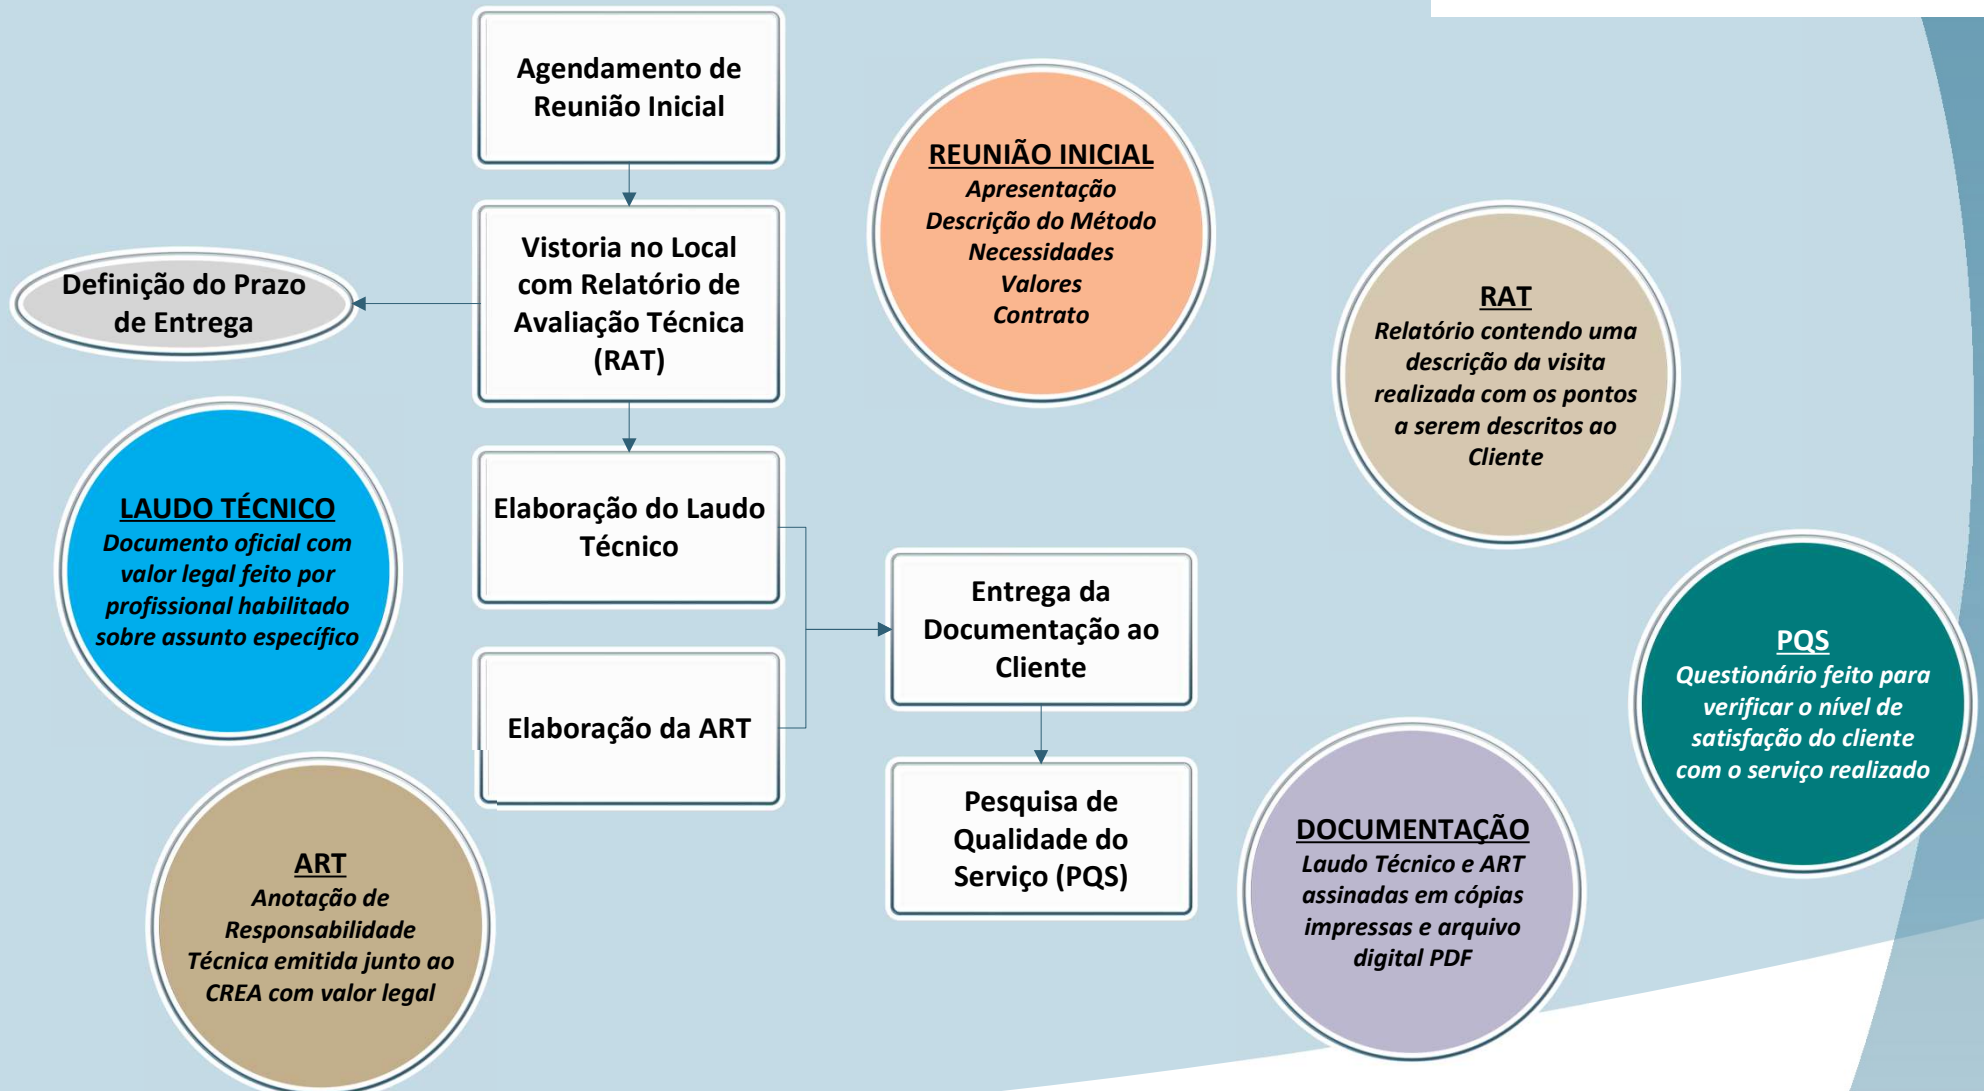 Agendamento de
Reunião Inicial
REUNIÃO INICIAL
Apresentação
Descrição do Método
Necessidades
Valores
Contrato
Vistoria no Local
com Relatório de
Avaliação Técnica
(RAT)
Definição do Prazo
de Entrega
RAT
Relatório contendo uma
descrição da visita
realizada com os pontos
a serem descritos ao
Cliente
LAUDO TÉCNICO
Documento oficial com
valor legal feito por
profissional habilitado
sobre assunto específico
Elaboração do Laudo
Técnico
Entrega da
Documentação ao
Cliente
PQS
Questionário feito para
verificar o nível de
satisfação do cliente
com o serviço realizado
Elaboração da ART
Pesquisa de
Qualidade do
Serviço (PQS)
DOCUMENTAÇÃO
Laudo Técnico e ART
assinadas em cópias
impressas e arquivo
digital PDF
ART
Anotação de
Responsabilidade
Técnica emitida junto ao
CREA com valor legal